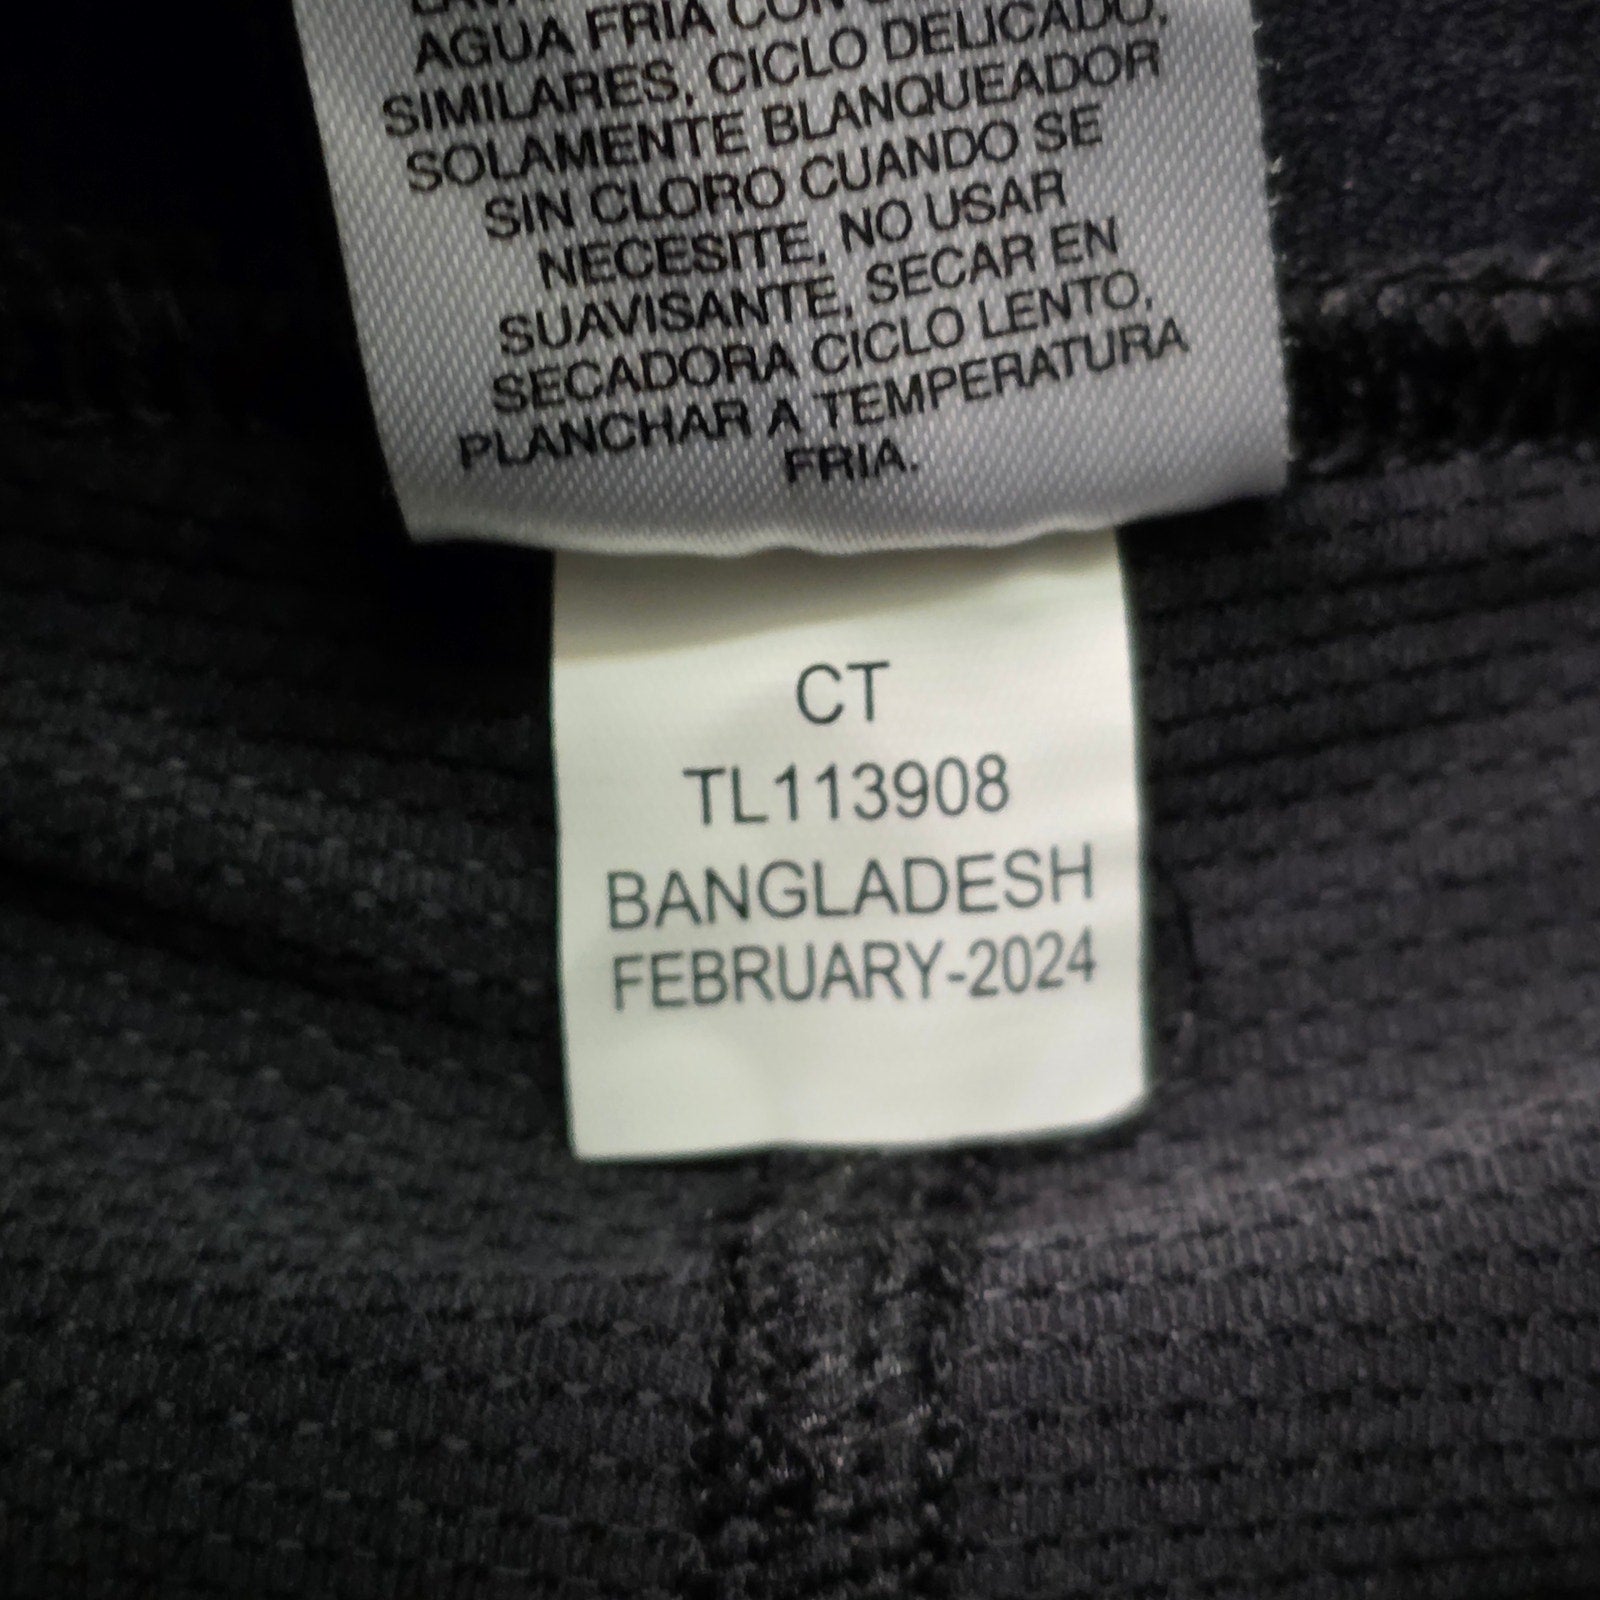 AGUA FRIA CON
SIMILARES, CICLO DELICADO,
SOLAMENTE BLANQUEADOR
SIN CLORO CUANDO SE
NECESITE, NO USAR
SUAVISANTE, SECAR EN
SECADORA CICLO LENTO,
PLANCHAR A TEMPERATURA
FRIA.
CT
TL113908
BANGLADESH
FEBRUARY-2024